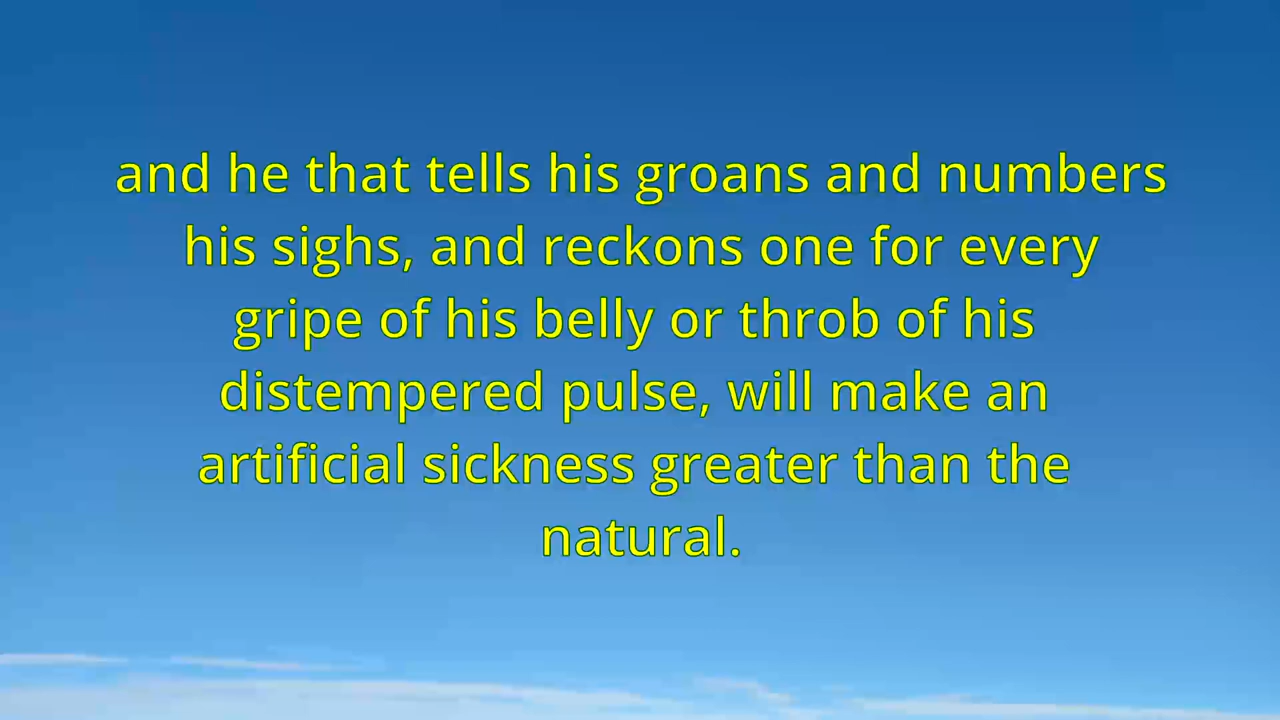 and he that tells his groans and numbers
his sighs, and reckons one for every
gripe of his belly or throb of his
distempered pulse, will make an
artificial sickness greater than the
natural.